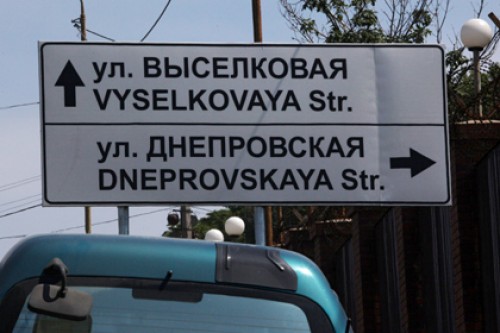 ул. ВЫСЕЛКОВАЯ
VYSELKOVAYA Str.
ул. ДНЕПРОВСКАЯ
DNEPROVSKAYA Str.